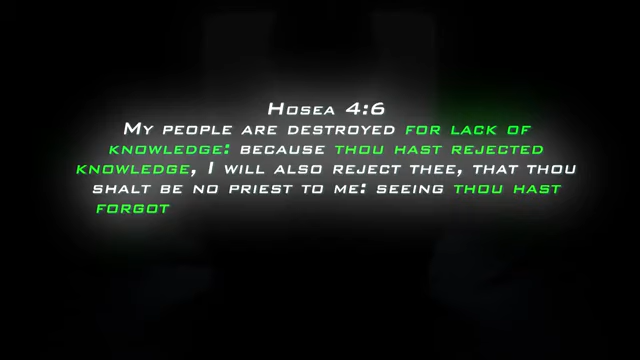 Hosea 4:6
My people are destroyed for lack of
knowledge: because thou hast rejected
knowledge, I will also reject thee, that thou
shalt be no priest to me: seeing thou hast
forgot